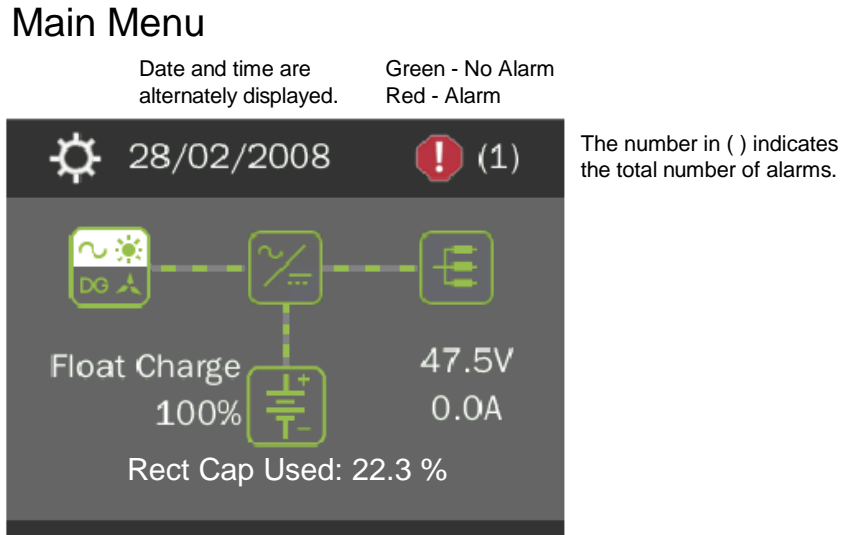 Main Menu
Date and time are
alternately displayed.
Green - No Alarm
Red - Alarm
The number in ( ) indicates
the total number of alarms.
28/02/2008
! (1)
DG
Float Charge
100%
47.5V
0.0A
+
-
Rect Cap Used: 22.3 %